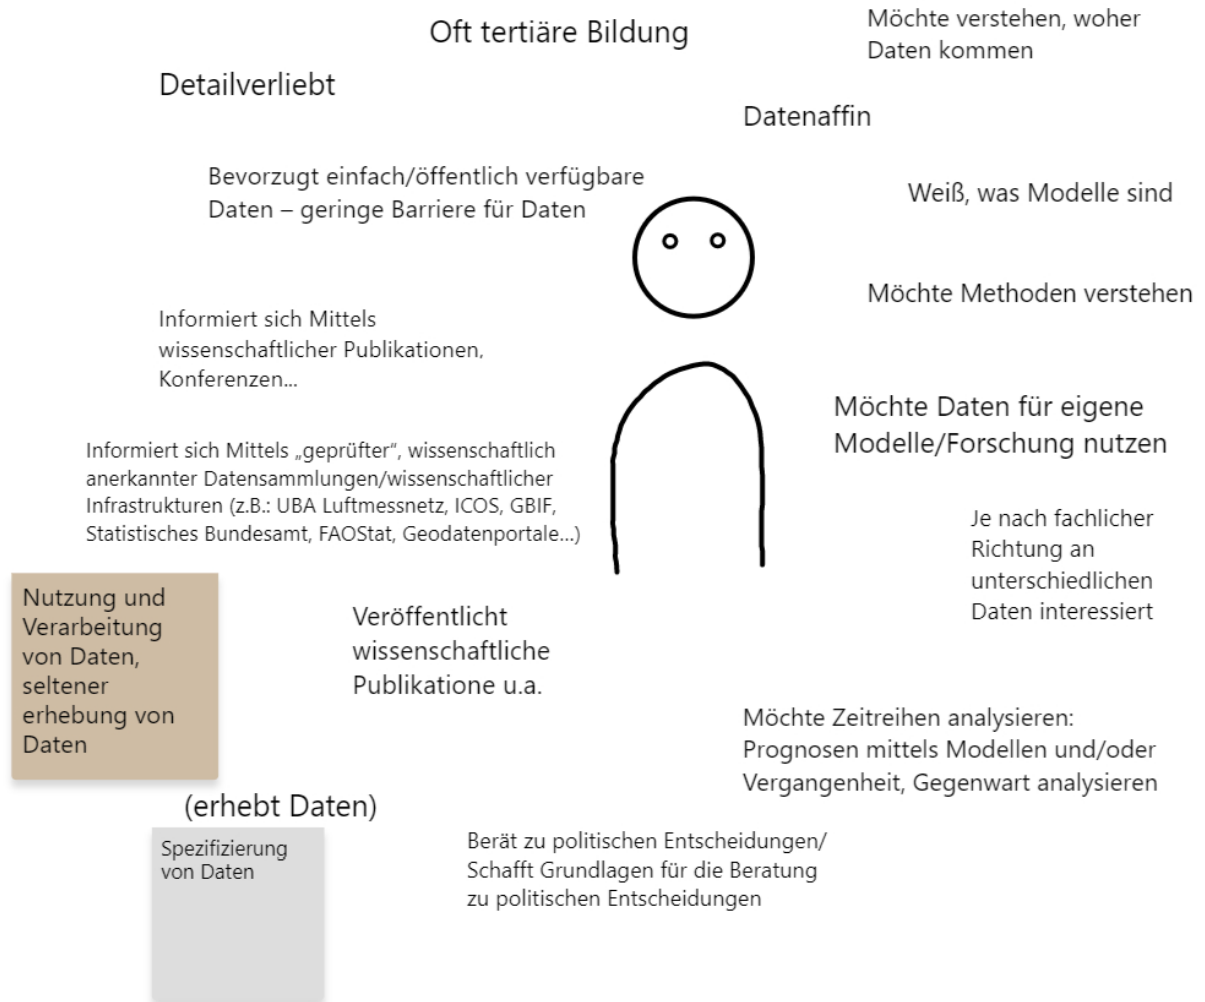 Oft tertiäre Bildung
Möchte verstehen, woher
Daten kommen
Detailverliebt
Datenaffin
Bevorzugt einfach/öffentlich verfügbare
Daten – geringe Barriere für Daten
Weiß, was Modelle sind
Möchte Methoden verstehen
Informiert sich Mittels
wissenschaftlicher Publikationen,
Konferenzen...
Möchte Daten für eigene
Modelle/Forschung nutzen
Informiert sich Mittels „geprüfter“, wissenschaftlich
anerkannter Datensammlungen/wissenschaftlicher
Infrastrukturen (z.B.: UBA Luftmessnetz, ICOS, GBIF,
Statistisches Bundesamt, FAOStat, Geodatenportale...)
Je nach fachlicher
Richtung an
unterschiedlichen
Daten interessiert
Nutzung und
Verarbeitung
von Daten,
seltener
erhebung von
Daten
Veröffentlicht
wissenschaftliche
Publikatione u.a.
Möchte Zeitreihen analysieren:
Prognosen mittels Modellen und/oder
Vergangenheit, Gegenwart analysieren
(erhebt Daten)
Spezifizierung
von Daten
Berät zu politischen Entscheidungen/
Schafft Grundlagen für die Beratung
zu politischen Entscheidungen